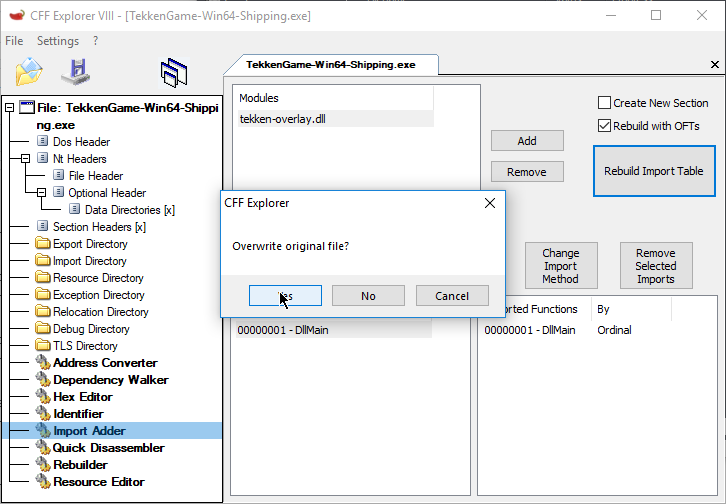 CFF Explorer VIII - [TekkenGame-Win64-Shipping.exe]
File Settings ?
TekkenGame-Win64-Shipping.exe
File: TekkenGame-Win64-Shippi
ng.exe
Dos Header
Nt Headers
File Header
Optional Header
Data Directories [x]
Section Headers [x]
Export Directory
Import Directory
Resource Directory
Exception Directory
Relocation Directory
Debug Directory
TLS Directory
Address Converter
Dependency Walker
Hex Editor
Identifier
Import Adder
Quick Disassembler
Rebuilder
Resource Editor
Modules
tekken-overlay.dll
Add
Remove
Create New Section
Rebuild with OFTs
Rebuild Import Table
CFF Explorer
Overwrite original file?
No
Cancel
Change
Import
Method
Remove
Selected
Imports
00000001 - DllMain
Functions By
00000001 - DllMain Ordinal